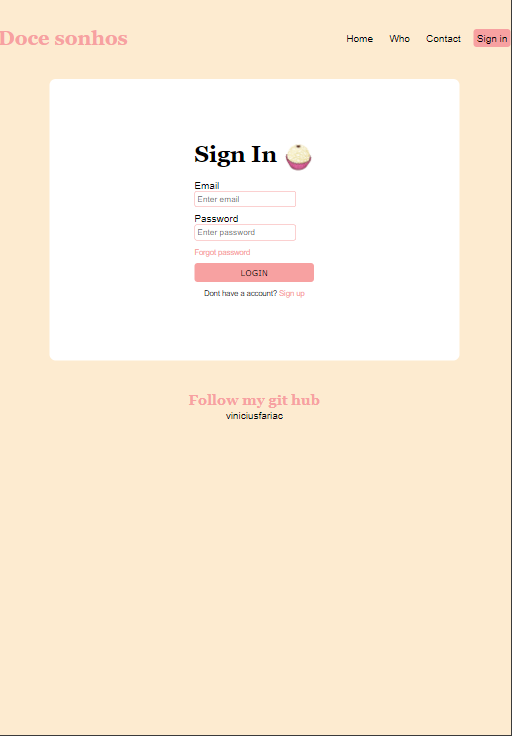 Doce sonhos
Home Who Contact Sign in
Sign In
Email
Enter email
Password
Enter password
Forgot password
LOGIN
Dont have a account? Sign up
Follow my git hub
viniciusfariac